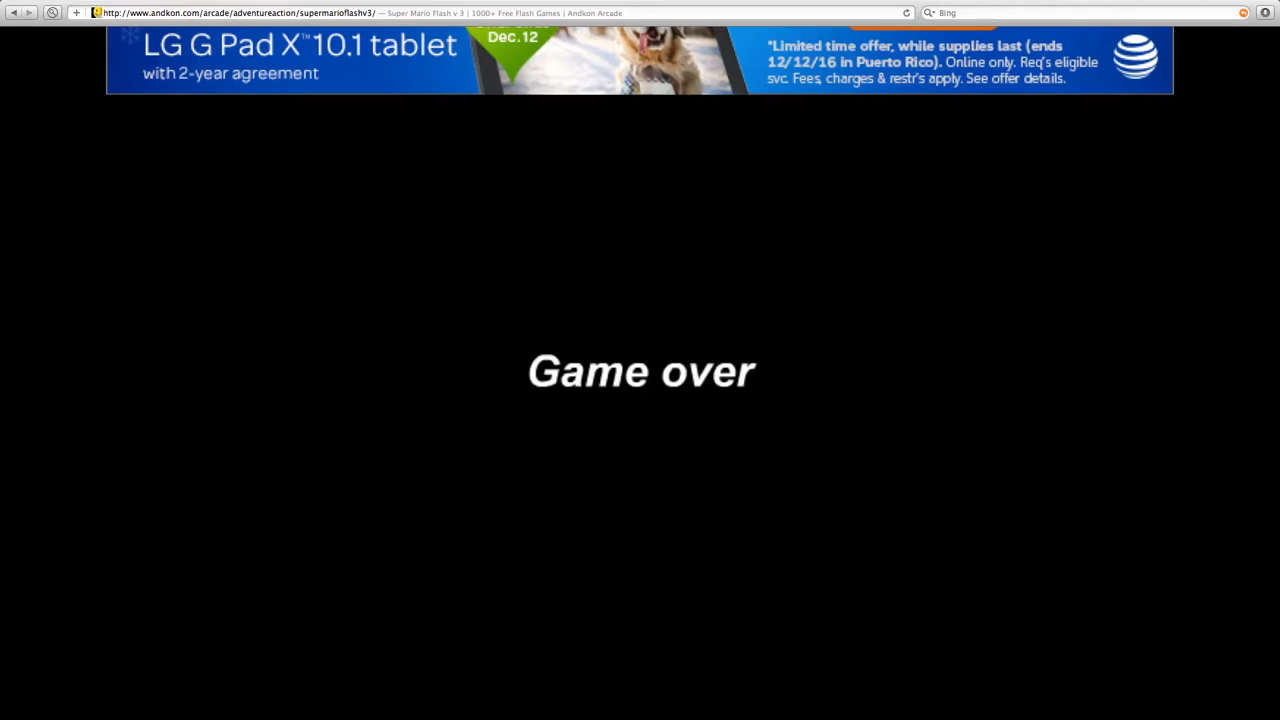 http://www.andkon.com/arcade/adventureaction/supermarioflashv3/ — Super Mario Flash v 3 | 1000+ Free Flash Games | Andkon Arcade
Bing
LG G Pad X™ 10.1 tablet
with 2-year agreement
Dec. 12
*Limited time offer, while supplies last (ends
12/12/16 in Puerto Rico). Online only. Req's eligible
svc. Fees, charges & restr's apply. See offer details.
Game over